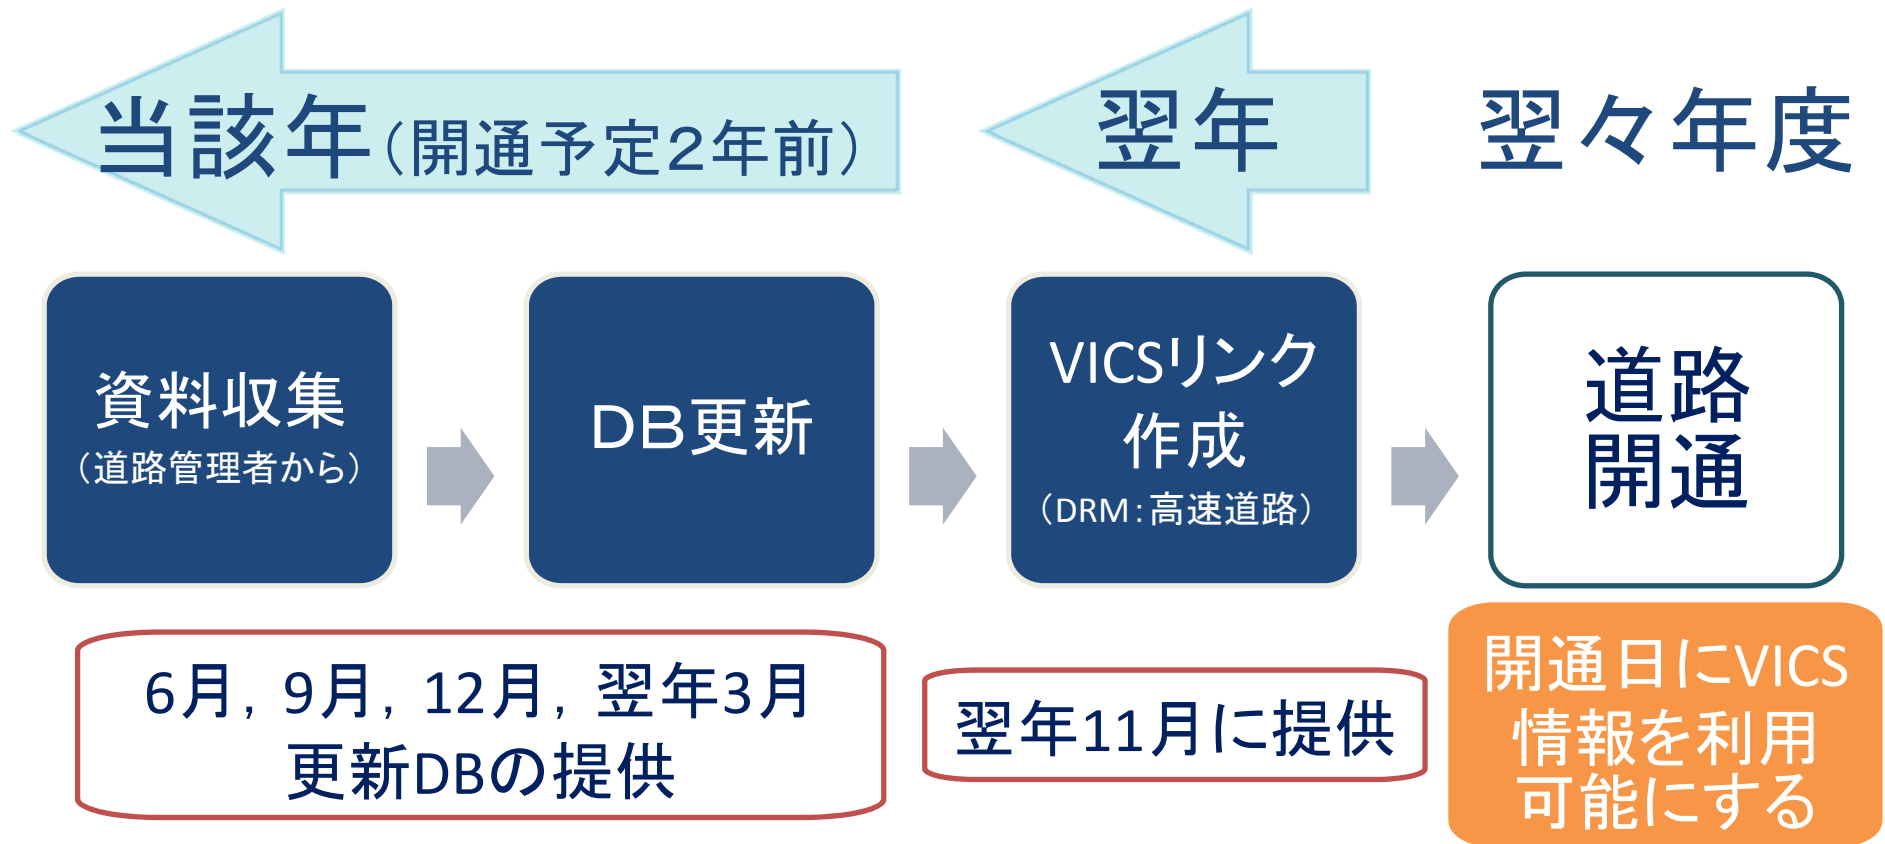 当該年（開通予定２年前）
翌年
翌々年度
資料収集
（道路管理者から）
ＤＢ更新
VICSリンク
作成
（DRM：高速道路）
道路
開通
6月，9月，12月，翌年3月
更新DBの提供
翌年11月に提供
開通日にVICS
情報を利用
可能にする